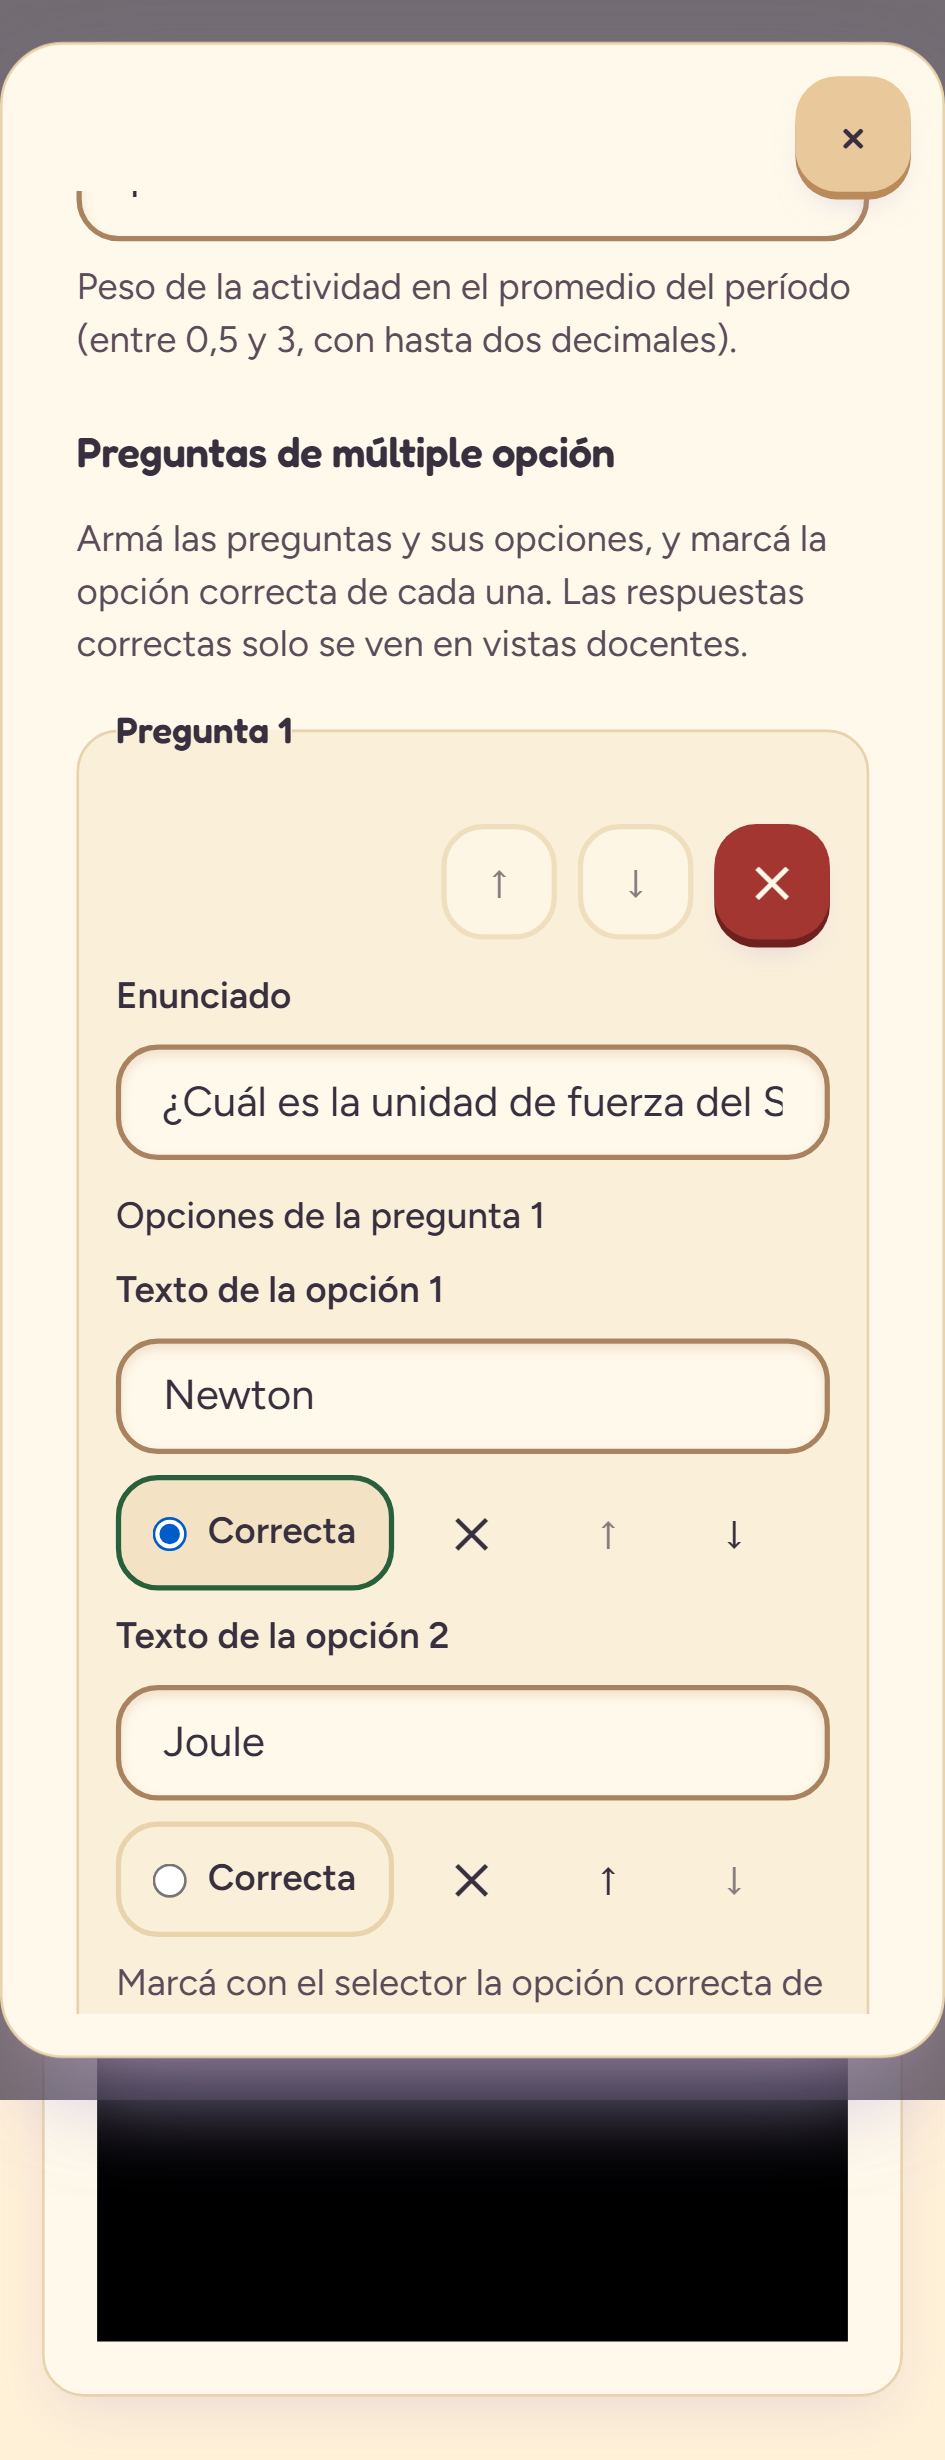 ×
Peso de la actividad en el promedio del período
(entre 0,5 y 3, con hasta dos decimales).
Preguntas de múltiple opción
Armá las preguntas y sus opciones, y marcá la
opción correcta de cada una. Las respuestas
correctas solo se ven en vistas docentes.
Pregunta 1
↑ ↓ ×
Enunciado
¿Cuál es la unidad de fuerza del S
Opciones de la pregunta 1
Texto de la opción 1
Newton
Correcta × ↑ ↓
Texto de la opción 2
Joule
Correcta × ↑ ↓
Marcá con el selector la opción correcta de